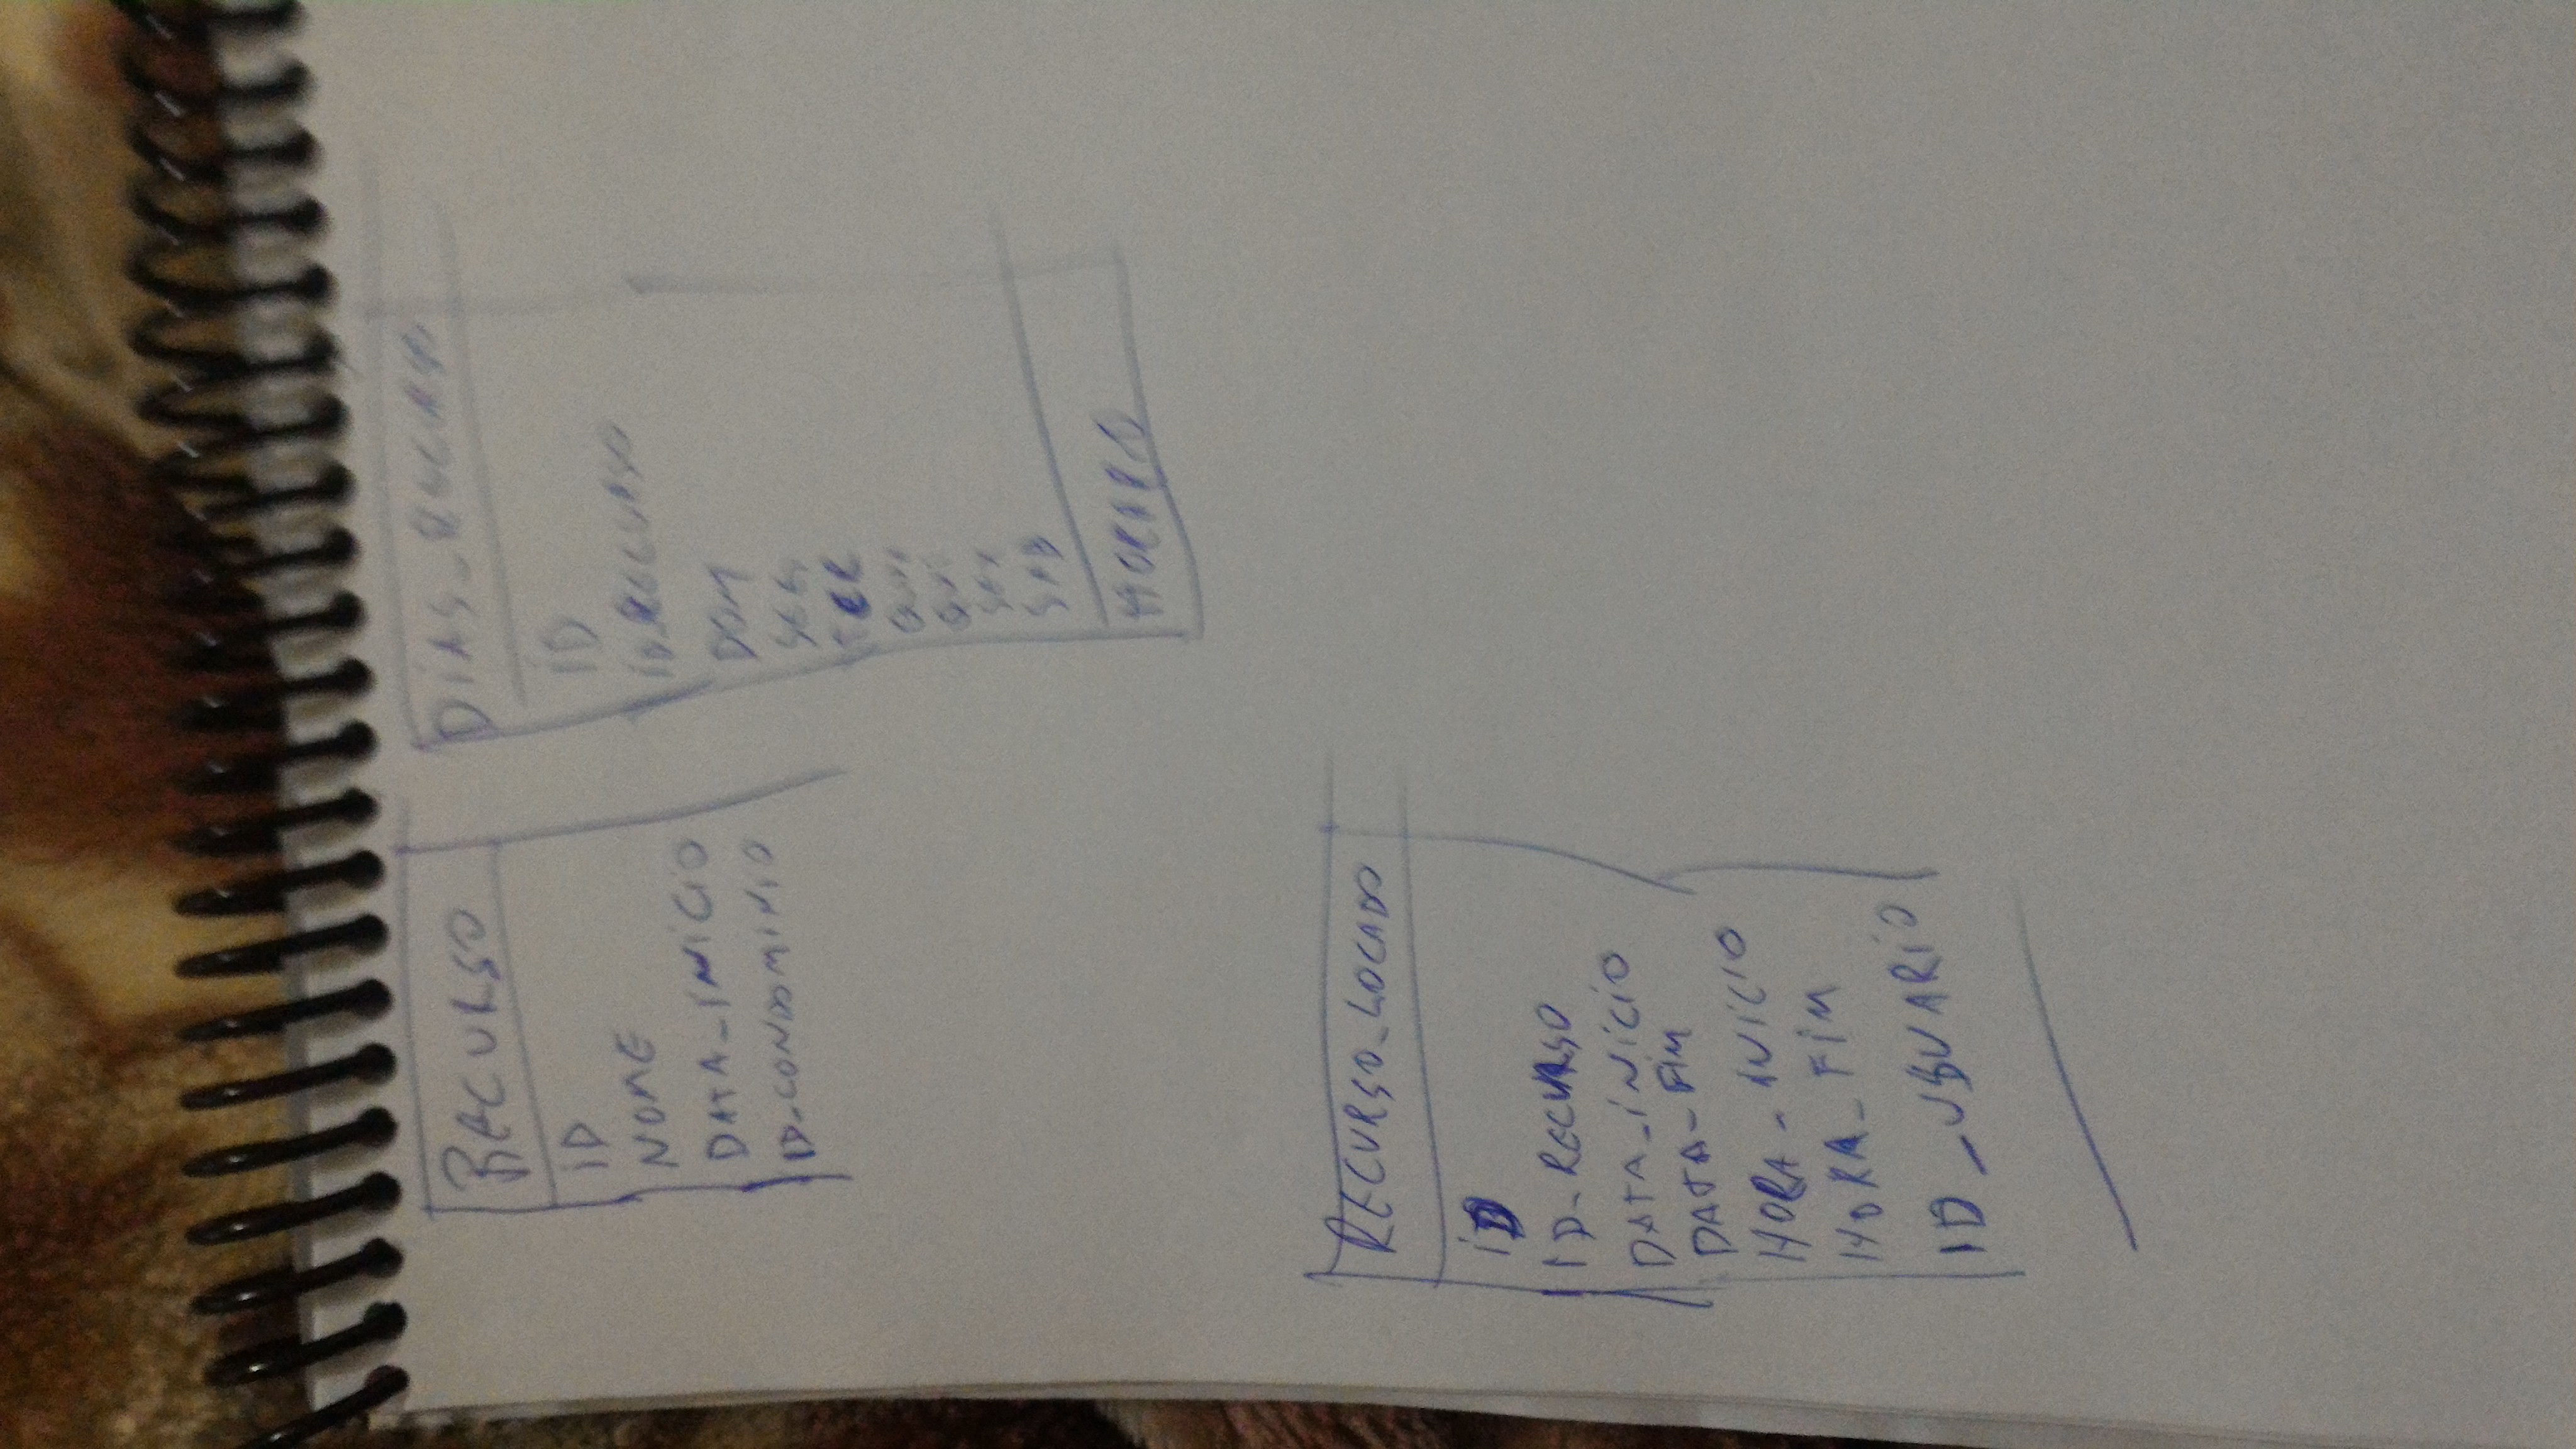 RECURSO
ID
NOME
DATA_INICIO
ID_CONDOMINIO
DIAS_RECURSO
ID
ID_RECURSO
DOM
SEG
TER
QUA
QUI
SEX
SAB
HORARIO
RECURSO_LOCADO
ID
ID_RECURSO
DATA_INICIO
DATA_FIM
HORA_INICIO
HORA_FIM
ID_USUARIO